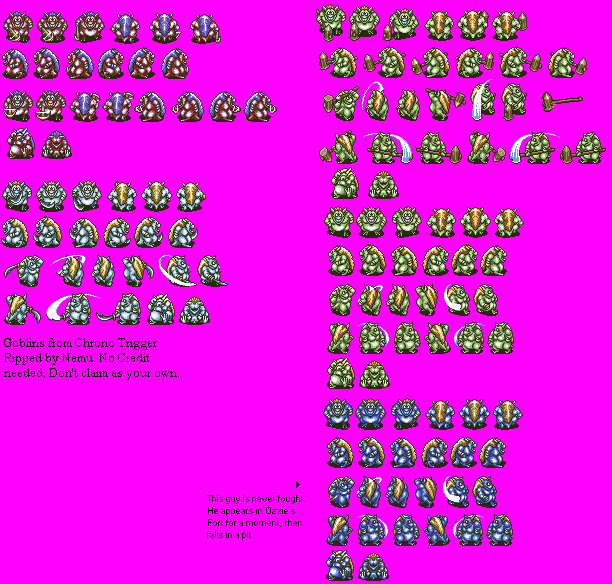 Goblins from Chrono Trigger
Ripped by Nemu. No Credit
needed. Don't claim as your own.
This guy is never fought.
He appears in Ozzie's
Fort for a moment, then
falls in a pit.